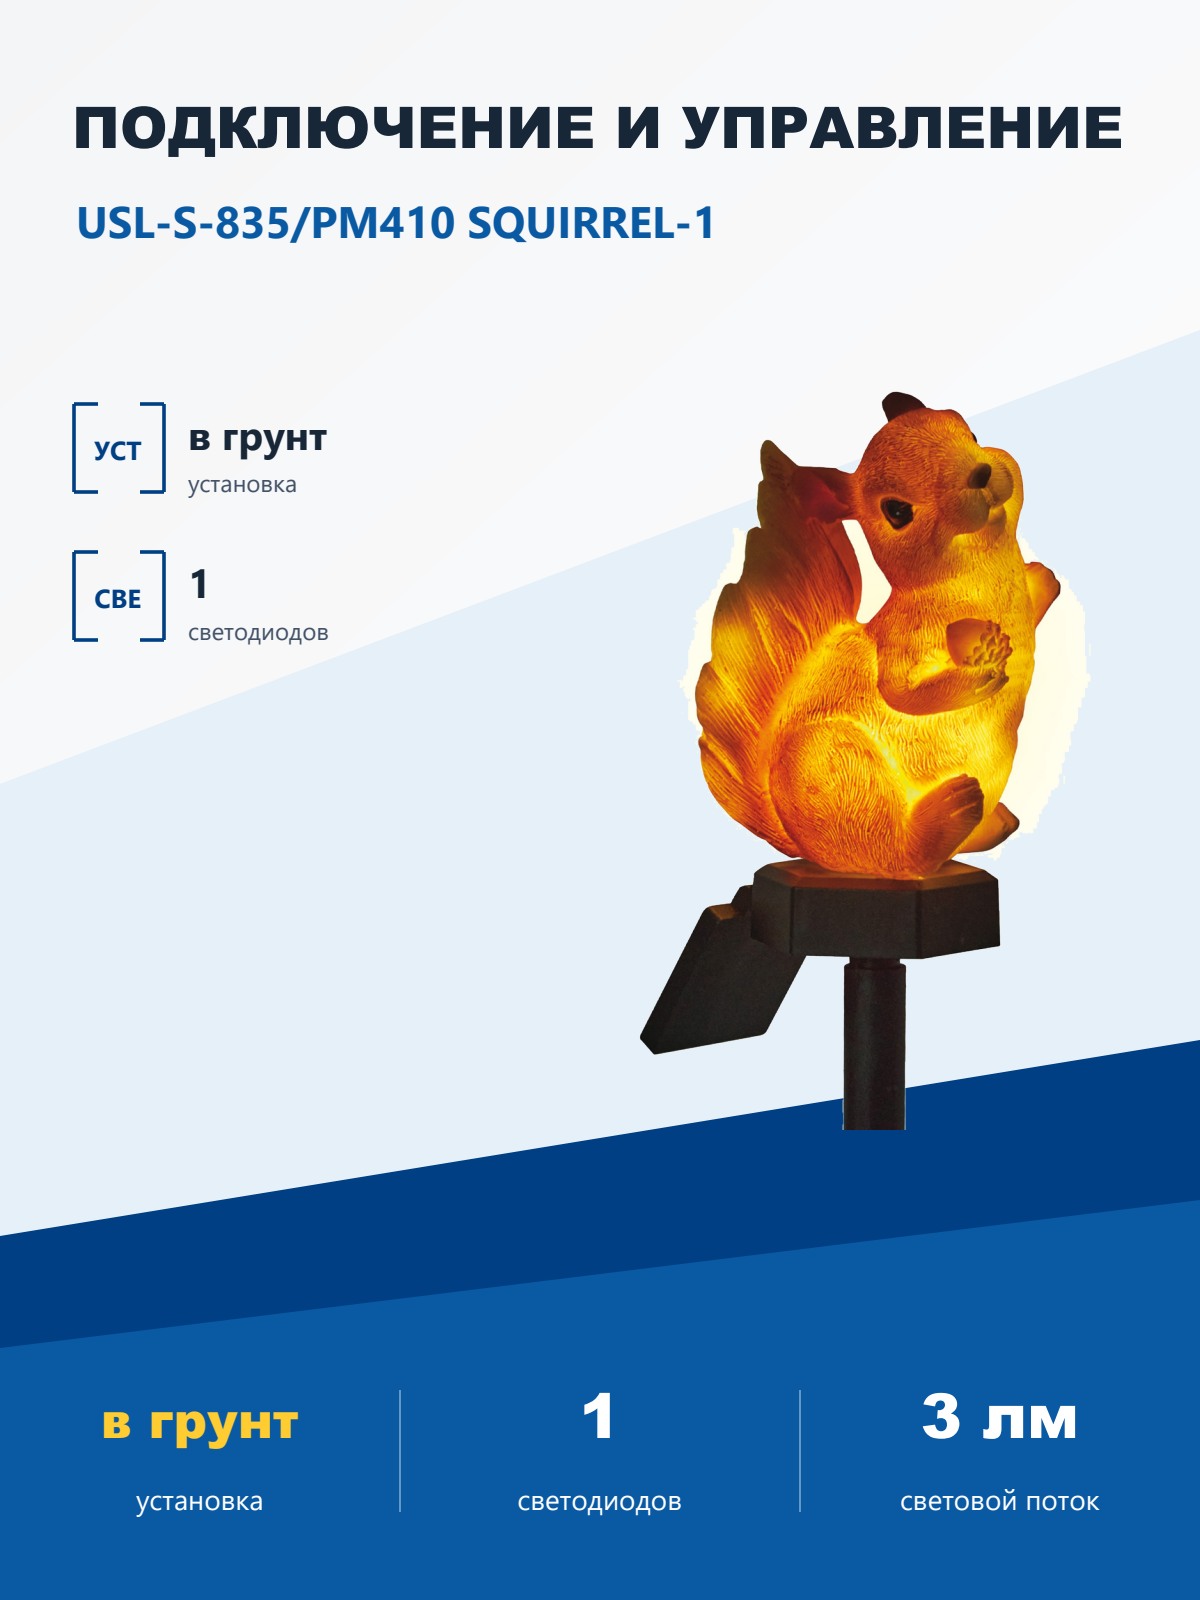 ПОДКЛЮЧЕНИЕ И УПРАВЛЕНИЕ
USL-S-835/PM410 SQUIRREL-1
УСТ
в грунт
установка
СВЕ
1
светодиодов
в грунт
установка
1
светодиодов
3 лм
световой поток